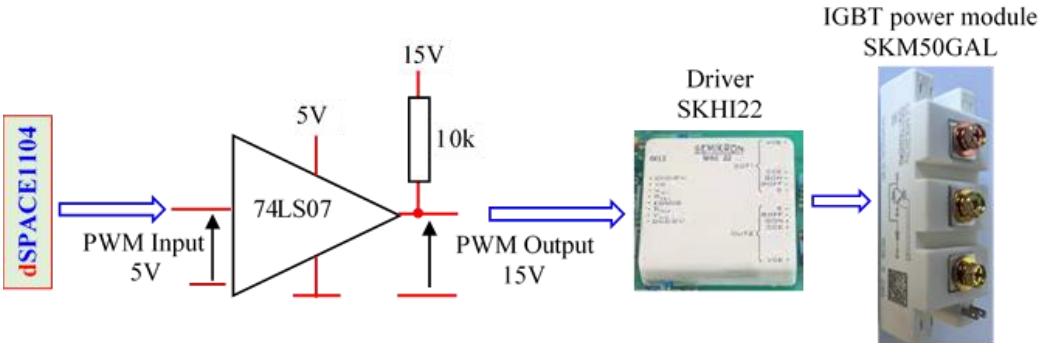 IGBT power module
SKM50GAL
15V
Driver
SKHI22
5V
10k
dSPACE1104
74LS07
PWM Input
5V
PWM Output
15V
SEMIKRON